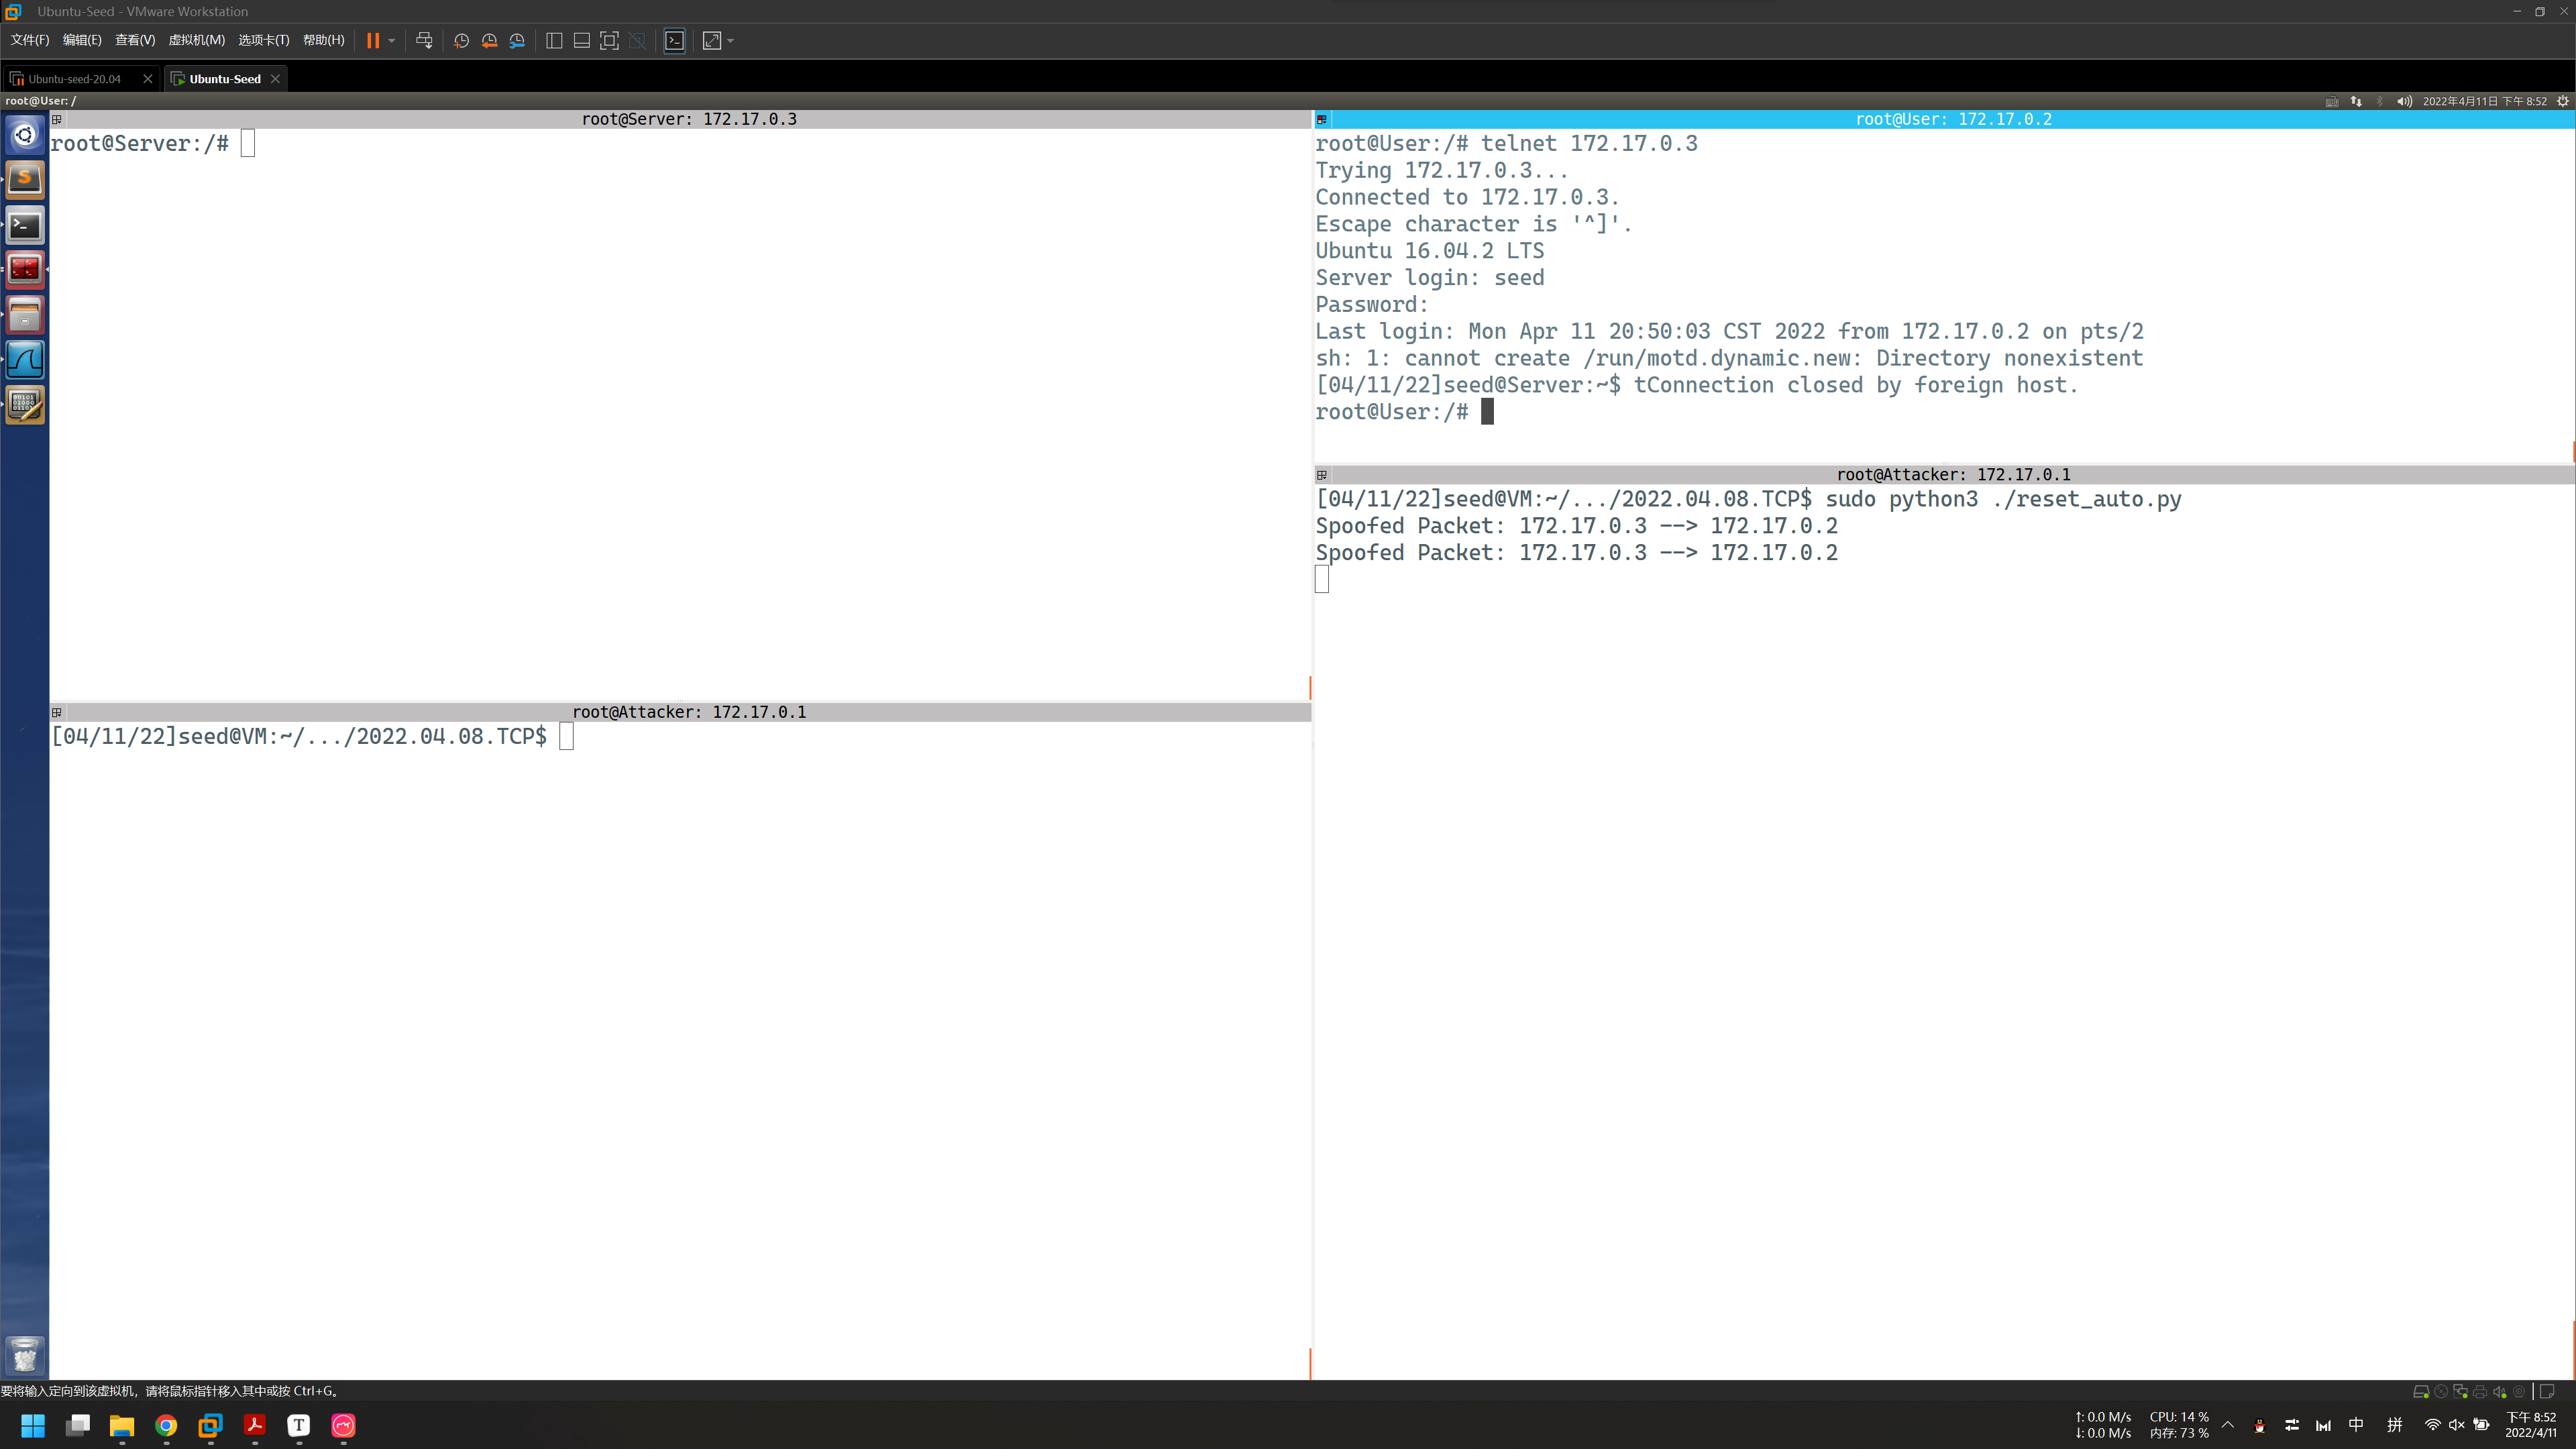 Ubuntu-Seed - VMware Workstation
文件(F) 编辑(E) 查看(V) 虚拟机(M) 选项卡(T) 帮助(H)
Ubuntu-seed-20.04
Ubuntu-Seed
root@User: /
2022年4月11日 下午 8:52
root@Server: 172.17.0.3
root@Server:/#
root@User: 172.17.0.2
root@User:/# telnet 172.17.0.3
Trying 172.17.0.3...
Connected to 172.17.0.3.
Escape character is '^]'.
Ubuntu 16.04.2 LTS
Server login: seed
Password:
Last login: Mon Apr 11 20:50:03 CST 2022 from 172.17.0.2 on pts/2
sh: 1: cannot create /run/motd.dynamic.new: Directory nonexistent
[04/11/22]seed@Server:~$ tConnection closed by foreign host.
root@User:/#
root@Attacker: 172.17.0.1
[04/11/22]seed@VM:~/.../2022.04.08.TCP$ sudo python3 ./reset_auto.py
Spoofed Packet: 172.17.0.3 --> 172.17.0.2
Spoofed Packet: 172.17.0.3 --> 172.17.0.2
root@Attacker: 172.17.0.1
[04/11/22]seed@VM:~/.../2022.04.08.TCP$
要将输入定向到该虚拟机，请将鼠标指针移入其中或按 Ctrl+G。
↑: 0.0 M/s CPU: 14 %
↓: 0.0 M/s 内存: 73 %
中 拼
下午 8:52
2022/4/11